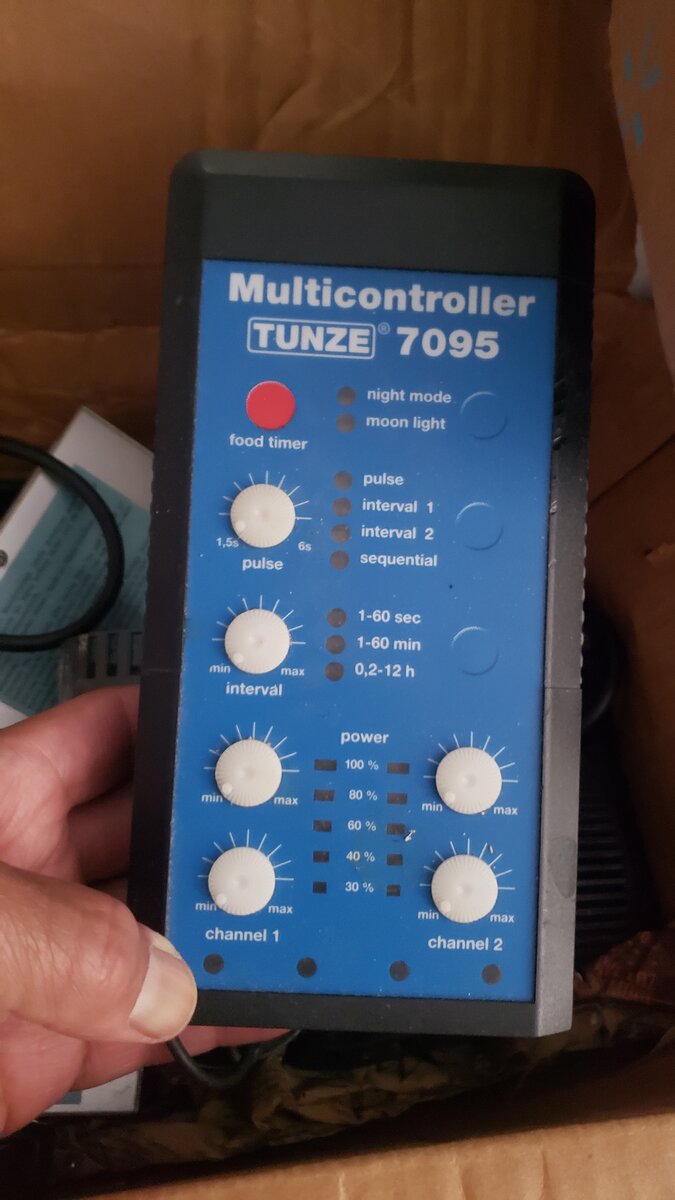 Multicontroller
TUNZE® 7095
night mode
moon light
food timer
pulse
interval 1
interval 2
sequential
1,5s
6s
pulse
1-60 sec
1-60 min
0,2-12 h
min
max
interval
power
100 %
80 %
60 %
40 %
30 %
min
max
min
max
min
max
min
max
channel 1
channel 2